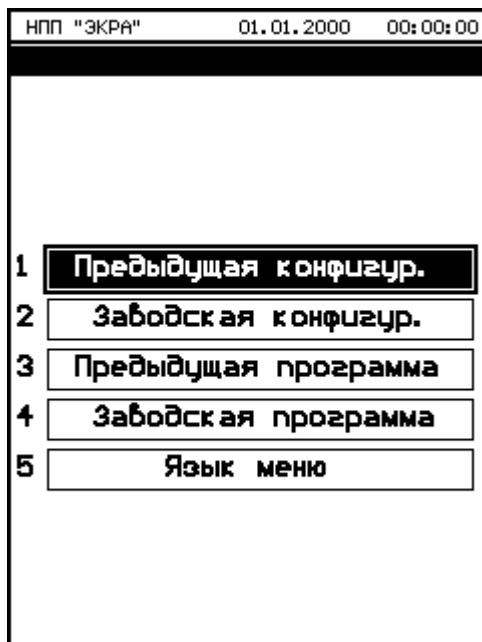 НПП "ЭКРА" 01.01.2000 00:00:00
1 Предыдущая конфигур.
2 Заводская конфигур.
3 Предыдущая программа
4 Заводская программа
5 Язык меню